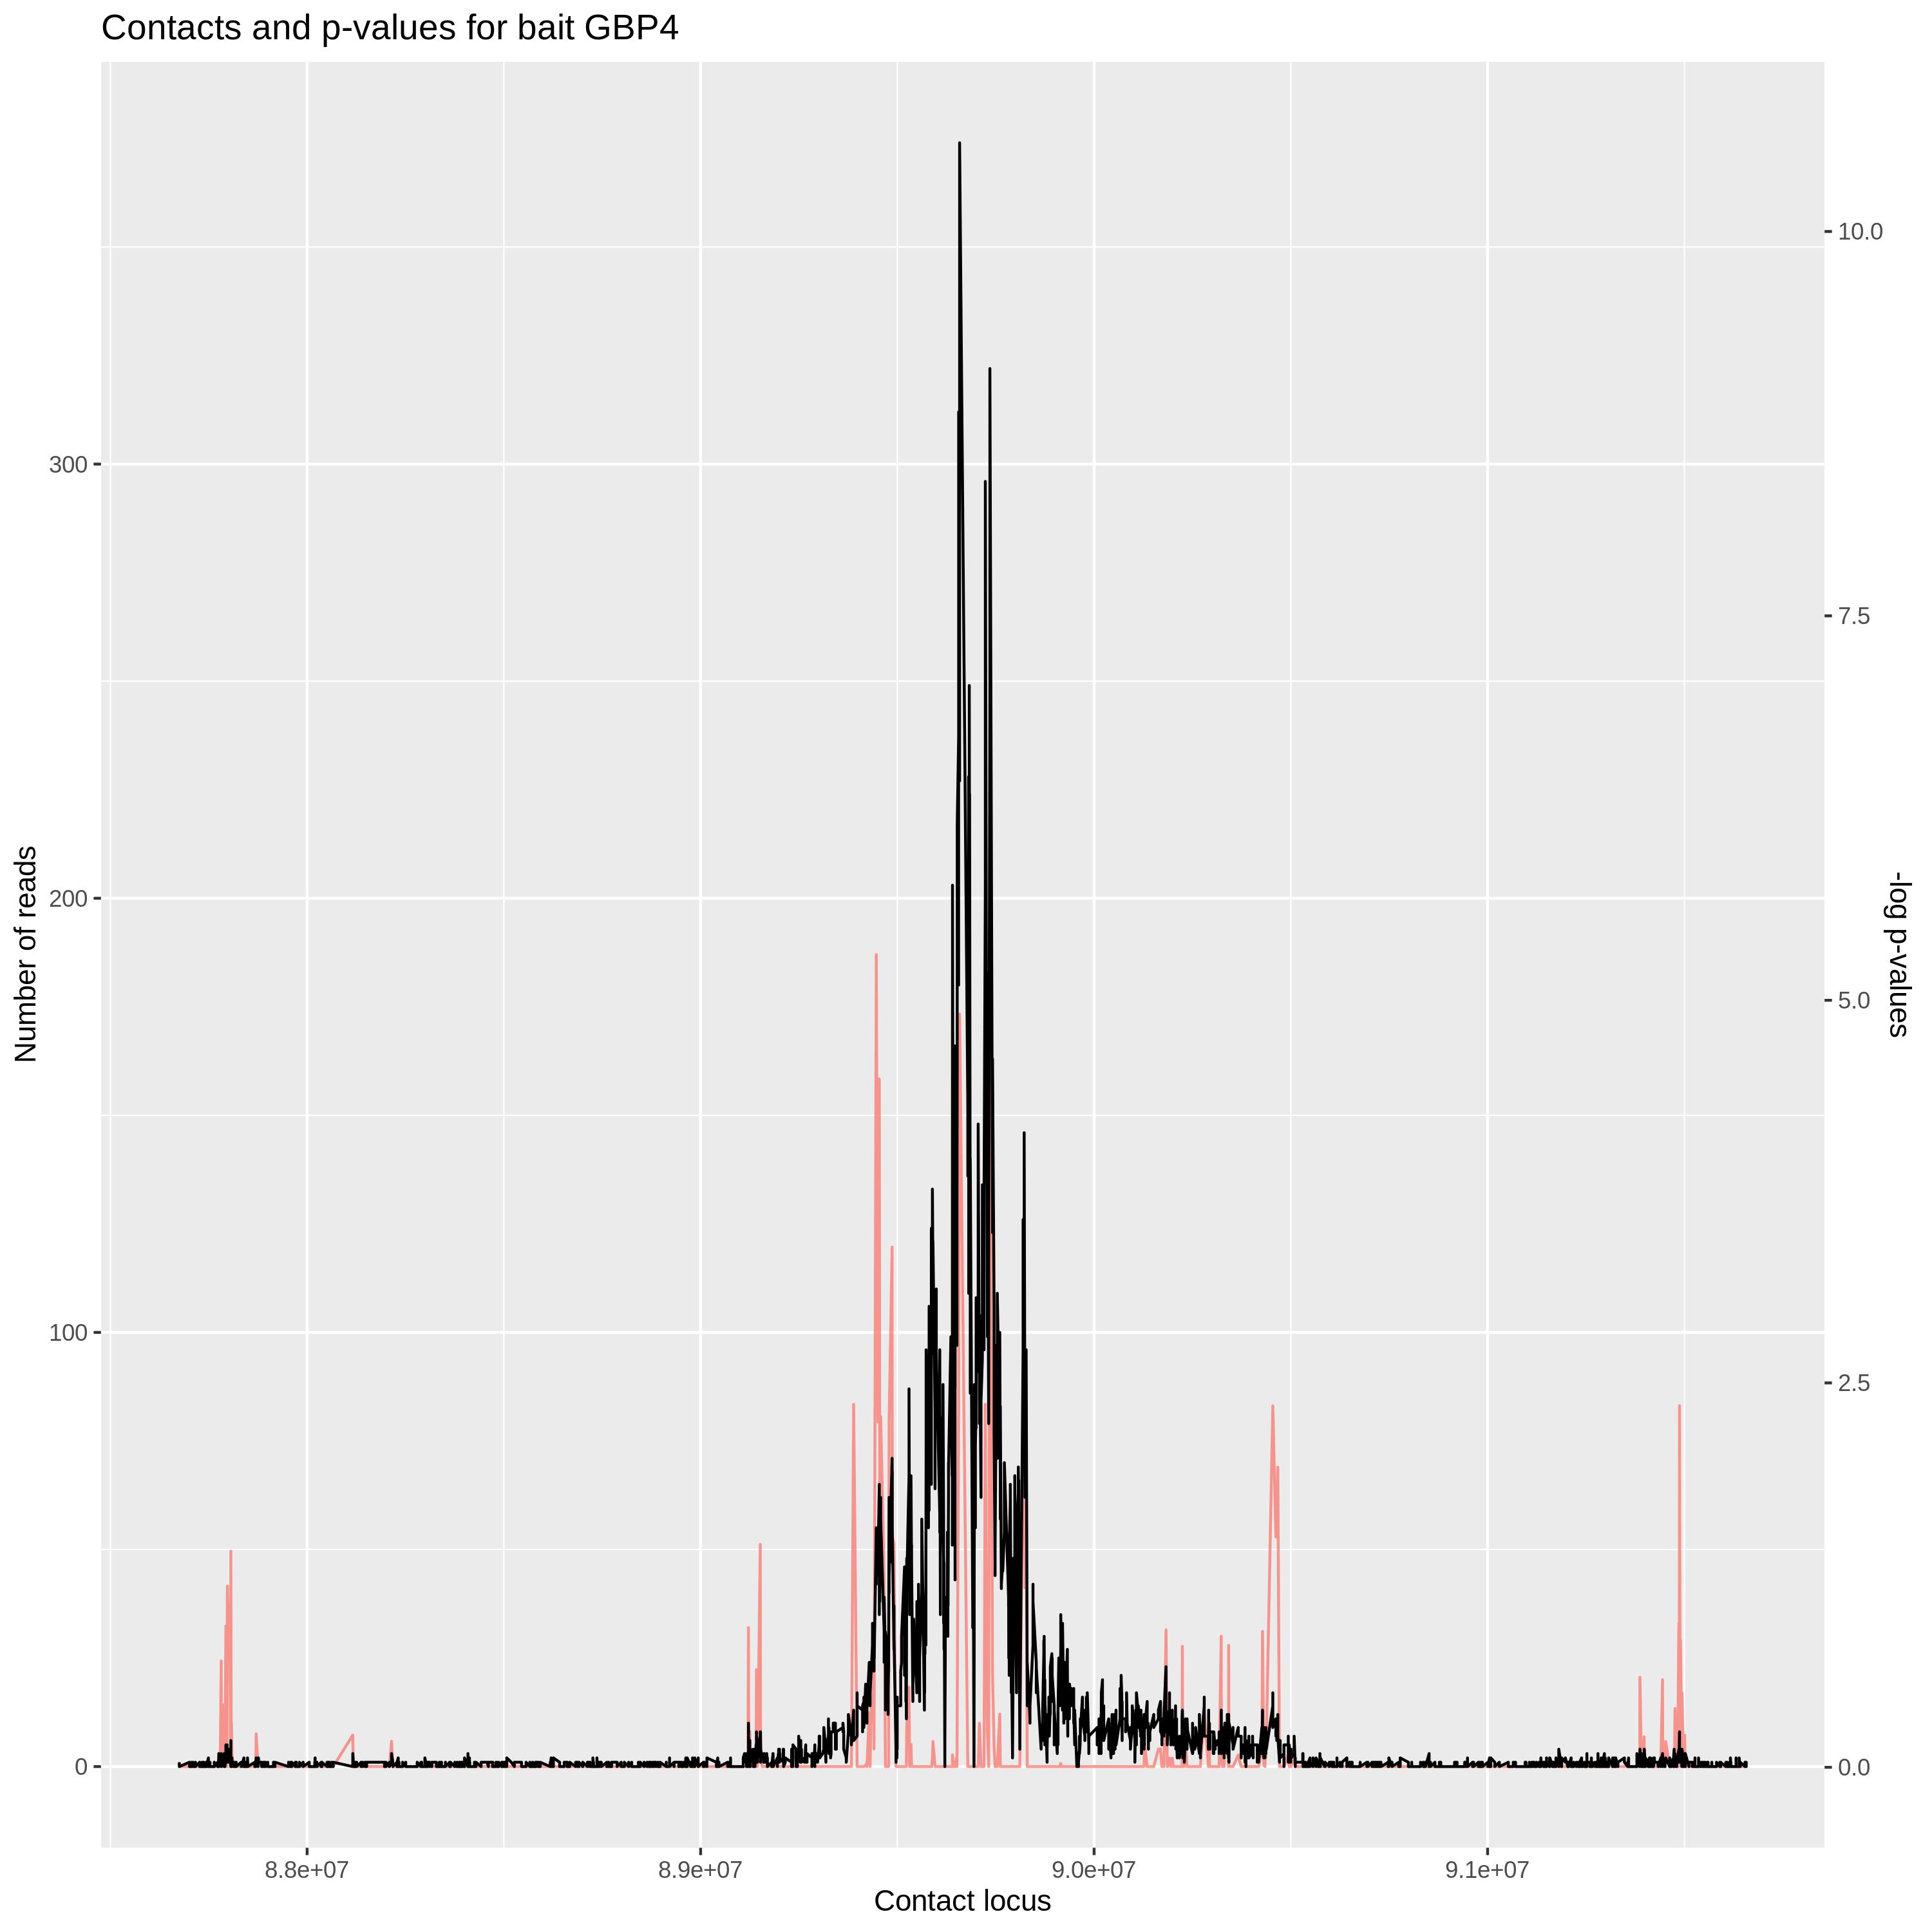 Contacts and p-values for bait GBP4
Number of reads
300
200
100
0
10.0
7.5
5.0
2.5
0.0
-log p-values
8.8e+07
8.9e+07
9.0e+07
9.1e+07
Contact locus